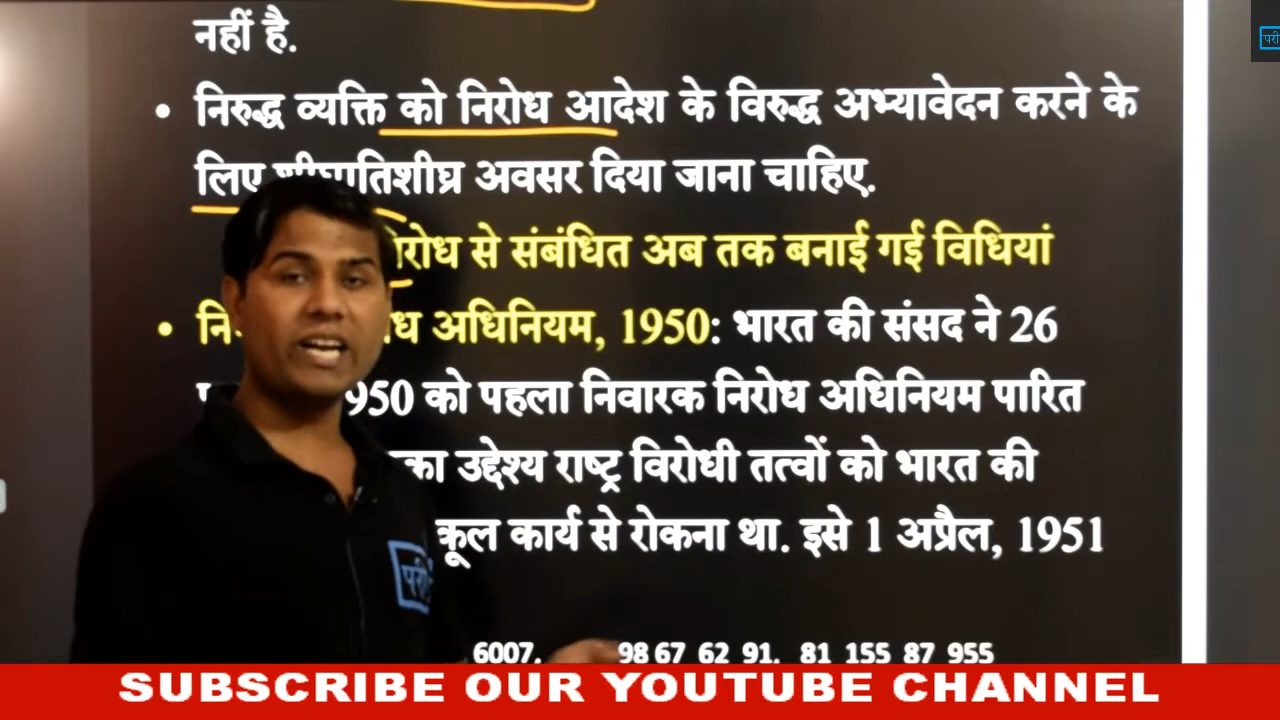 नहीं है.
• निरुद्ध व्यक्ति को निरोध आदेश के विरुद्ध अभ्यावेदन करने के
लिए अवसर दिया जाना चाहिए.
से संबंधित अब तक बनाई गई विधियां
• अधिनियम, 1950: भारत की संसद ने 26
को पहला निवारक निरोध अधिनियम पारित
उद्देश्य राष्ट्र विरोधी तत्वों को भारत की
कार्य से रोकना था. इसे 1 अप्रैल, 1951
6007, 98 67 62 91, 81 155 87 955
SUBSCRIBE OUR YOUTUBE CHANNEL